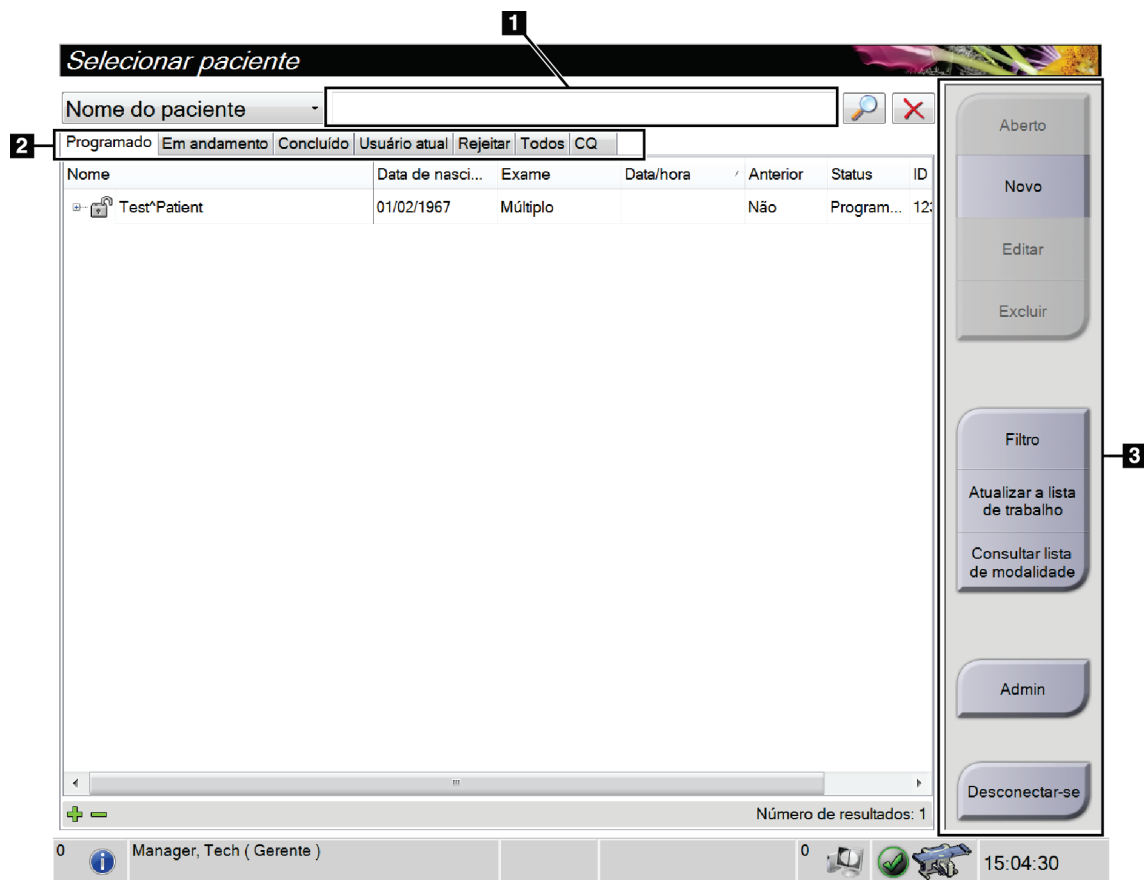 1
Selecionar paciente
Nome do paciente
2
Programado Em andamento Concluído Usuário atual Rejeitar Todos CQ
Nome Data de nasci... Exame Data/hora Anterior Status ID
Test^Patient 01/02/1967 Múltiplo Não Program... 123
Aberto
Novo
Editar
Excluir
3
Filtro
Atualizar a lista
de trabalho
Consultar lista
de modalidade
Admin
Desconectar-se
Número de resultados: 1
0 Manager, Tech ( Gerente ) 0 15:04:30